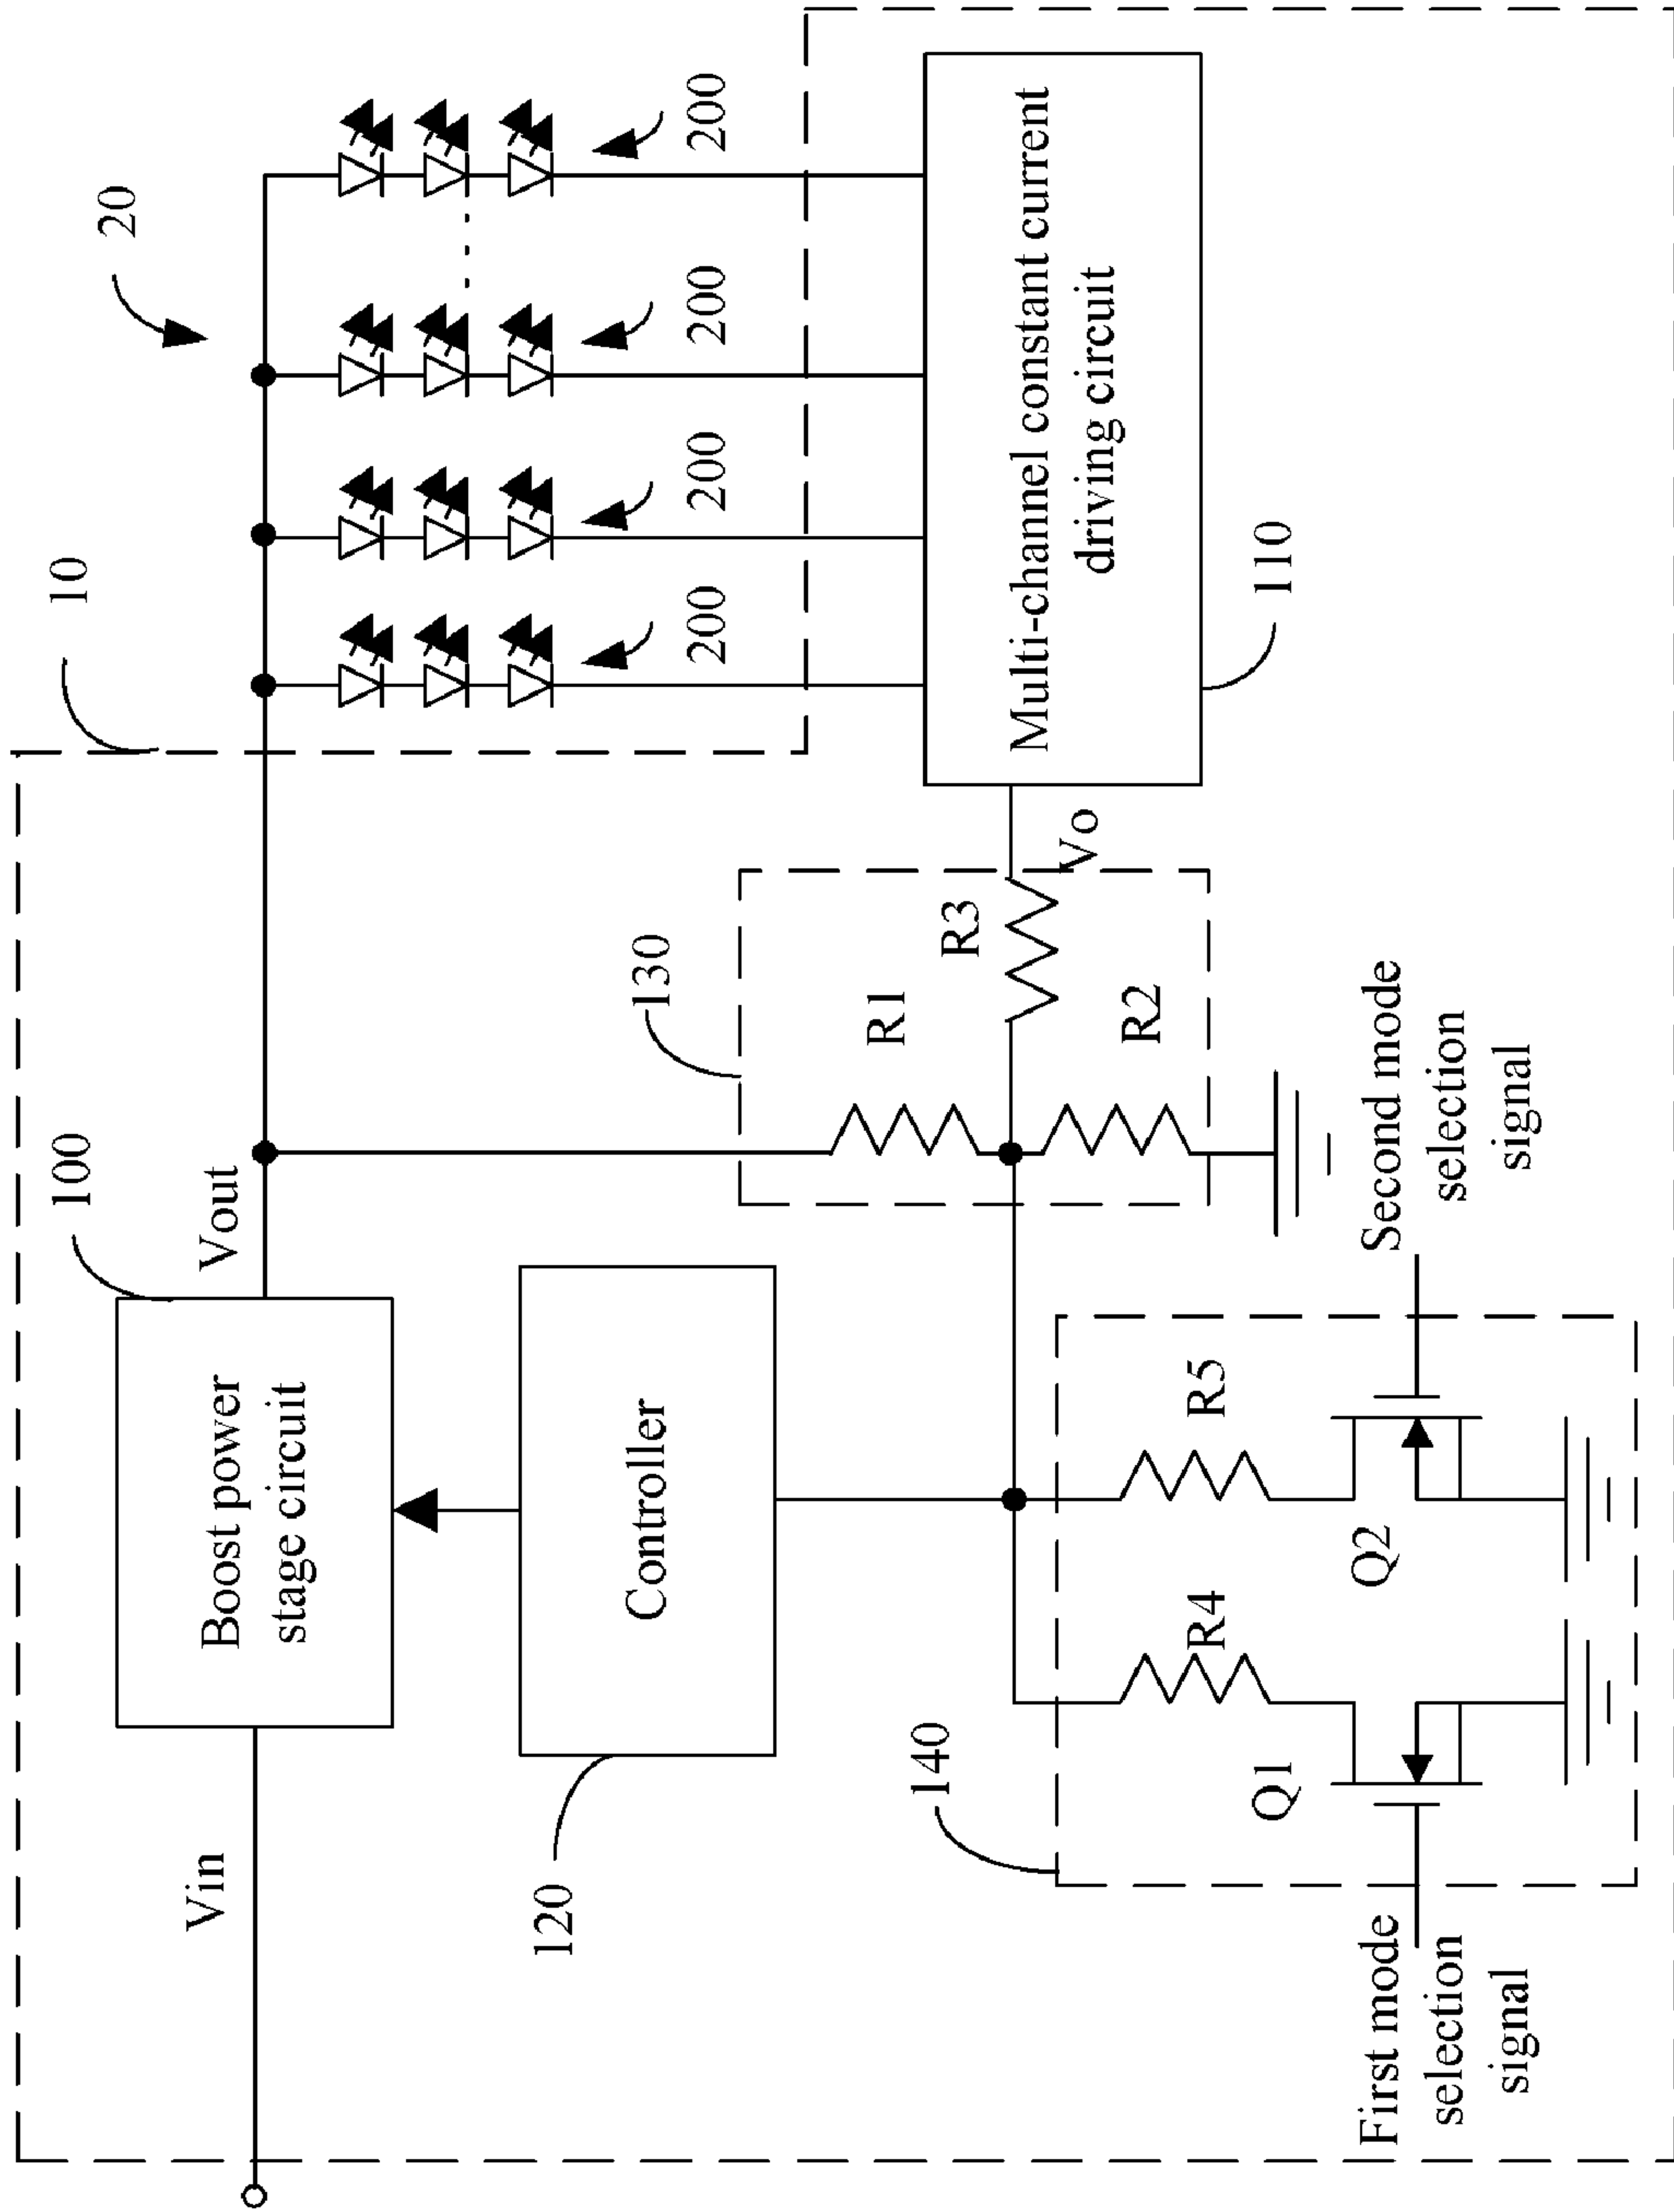 10
20
Vin
Boost power
stage circuit
100
Vout
200
200
200
200
120
Controller
130
R1
R3
R2
Vo
Multi-channel constant current
driving circuit
110
140
R4
R5
Q1
Q2
First mode
selection
signal
Second mode
selection
signal